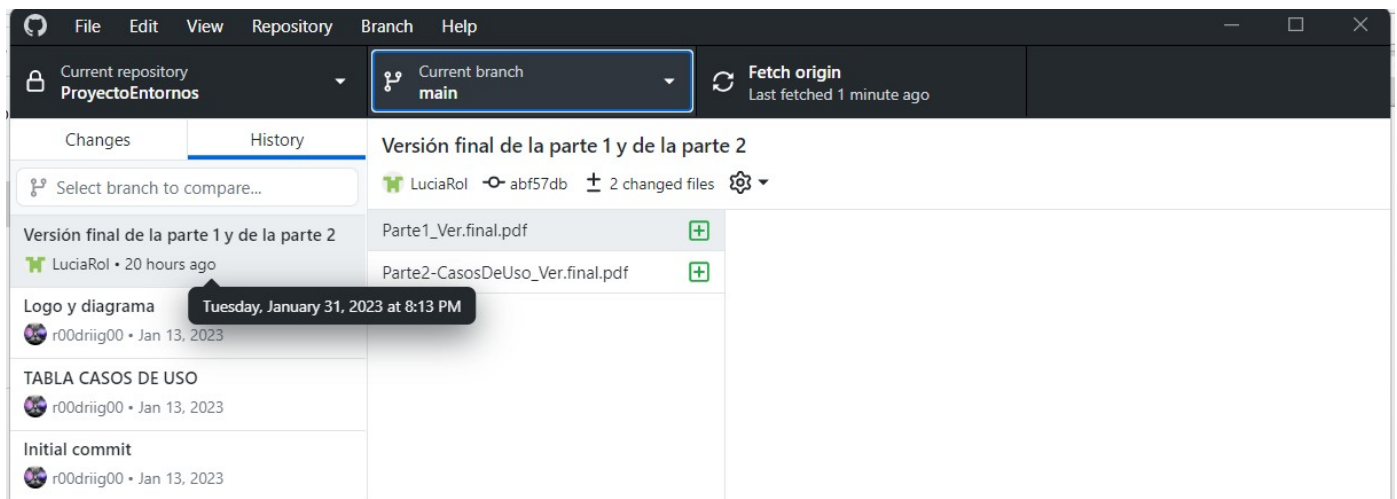 File Edit View Repository Branch Help
Current repository
ProyectoEntornos
Current branch
main
Fetch origin
Last fetched 1 minute ago
Changes History
Select branch to compare...
Versión final de la parte 1 y de la parte 2
LuciaRol • 20 hours ago
Tuesday, January 31, 2023 at 8:13 PM
Logo y diagrama
r00driig00 • Jan 13, 2023
TABLA CASOS DE USO
r00driig00 • Jan 13, 2023
Initial commit
r00driig00 • Jan 13, 2023
Versión final de la parte 1 y de la parte 2
LuciaRol abf57db 2 changed files
Parte1_Ver.final.pdf
Parte2-CasosDeUso_Ver.final.pdf